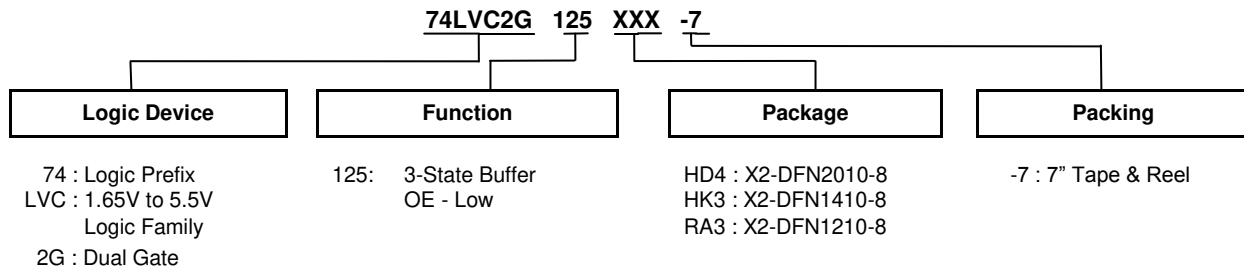 74LVC2G 125 XXX -7
Logic Device Function Package Packing
74 : Logic Prefix 125: 3-State Buffer HD4 : X2-DFN2010-8 -7 : 7” Tape & Reel
LVC : 1.65V to 5.5V OE - Low HK3 : X2-DFN1410-8
Logic Family RA3 : X2-DFN1210-8
2G : Dual Gate